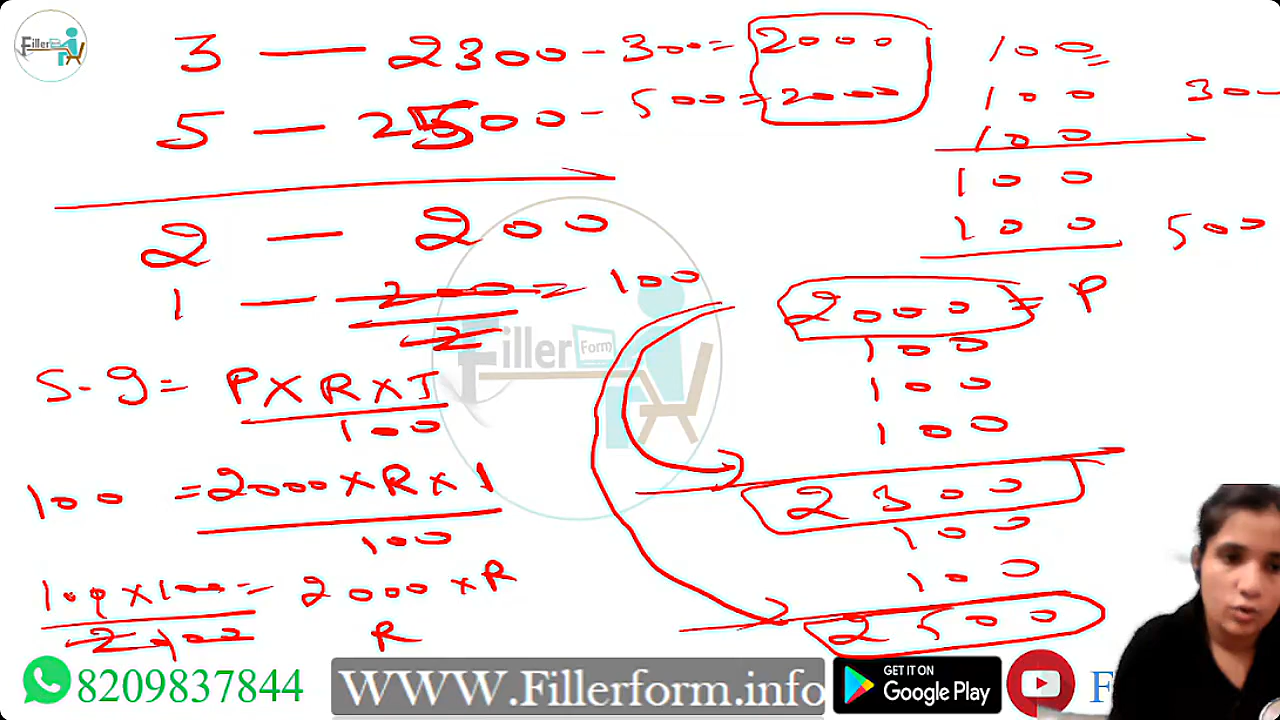 Filler
3 — 2300 - 300 = 2000
5 — 2500 - 500 = 2000
2 — 200
1 — 200/2 = 100
S.I = P×R×T/100
100 = 2000×R×1/100
100×100 = 2000×R
R
100
100 300
100
100
100 500
2000 = P
100
100
100
2300
100
100
2500
Filler Form
8209837844
WWW.Fillerform.info
GET IT ON
Google Play
F